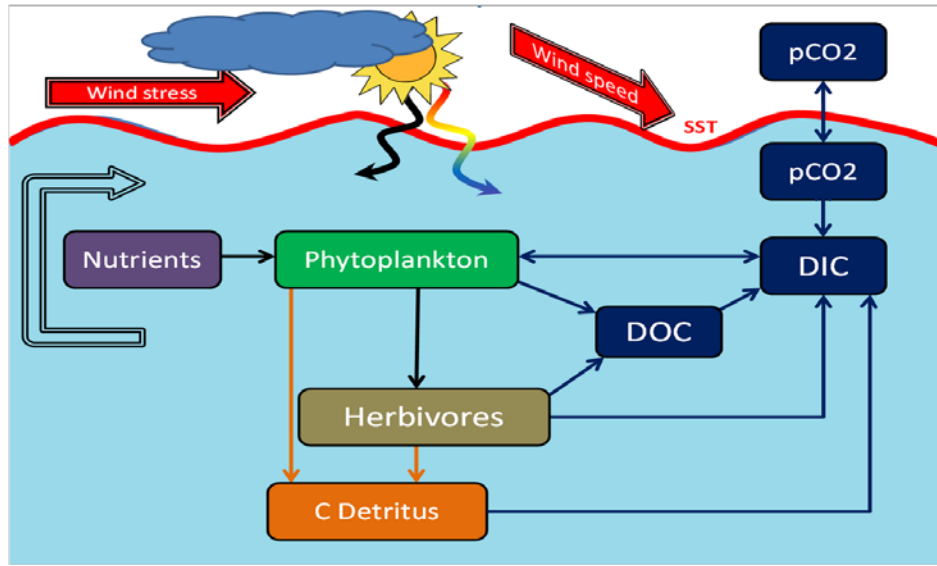 Wind stress
Wind speed
SST
pCO2
pCO2
Nutrients
Phytoplankton
DIC
DOC
Herbivores
C Detritus